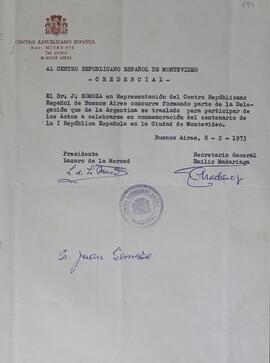 CENTRO REPUBLICANO ESPAÑOL
BUENOS AIRES
AL CENTRO REPUBLICANO ESPAÑOL DE MONTEVIDEO
-CREDENCIAL-
El Sr. J. SOMOZA en Representación del Centro Repúblicano
Español de Buenos Aires concurre formando parte de la Dele-
gación que de la Argentina se traslada para participar de
los Actos a celebrarse en conmemoración del centenario de
la I República Española en la Ciudad de Montevideo.
Buenos Aires, 8-2-1973
Presidente
Lazaro de la Merced
Secretario General
Emilio Madariaga
Sr. Juan Somoza